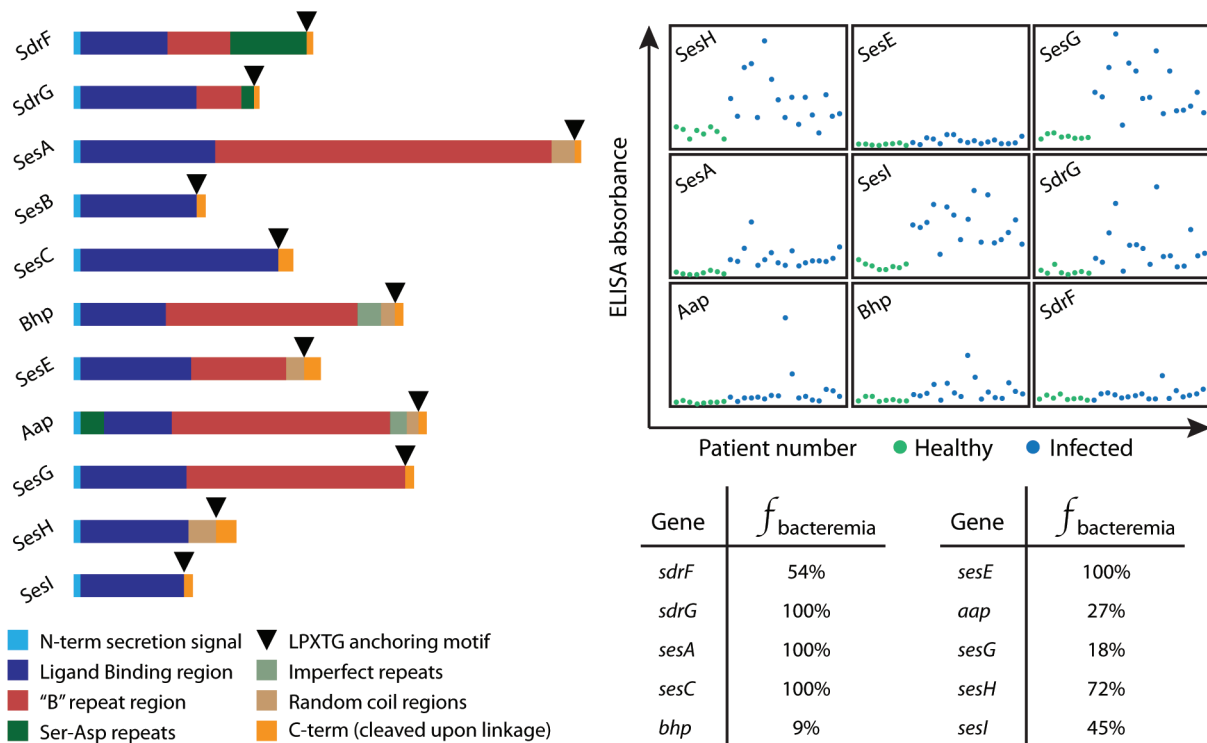 SdrF
SdrG
SesA
SesB
SesC
Bhp
SesE
Aap
SesG
SesH
SesI
N-term secretion signal
Ligand Binding region
“B” repeat region
Ser-Asp repeats
LPXTG anchoring motif
Imperfect repeats
Random coil regions
C-term (cleaved upon linkage)
ELISA absorbance
SesH
SesE
SesG
SesA
SesI
SdrG
Aap
Bhp
SdrF
Patient number
Healthy
Infected
Gene f bacteremia
sdrF 54%
sdrG 100%
sesA 100%
sesC 100%
bhp 9%
Gene f bacteremia
sesE 100%
aap 27%
sesG 18%
sesH 72%
sesI 45%